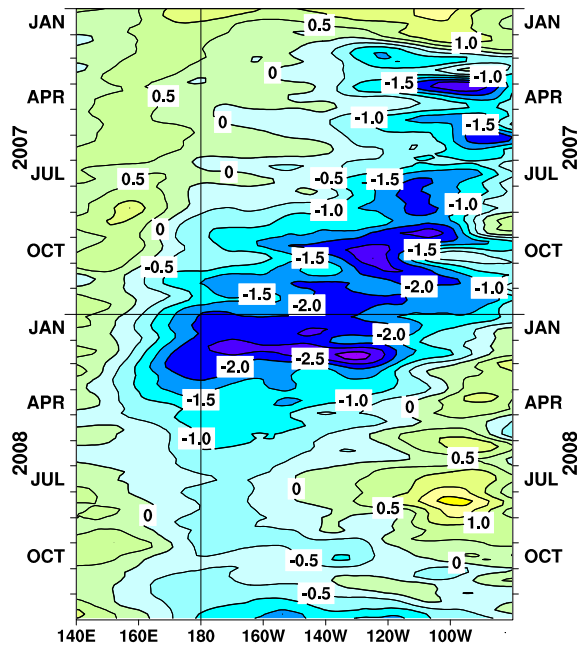 JAN 0 0.5 JAN
1.0
0
-1.5 -1.0
APR 0.5 APR
-1.0
0 -1.5
2007 2007
JUL 0.5 0 -0.5 -1.5 JUL
-1.0 -1.0
0
OCT -1.5 -1.5 OCT
-0.5
-1.5 -2.0 -1.0
JAN -2.0 JAN
-2.0 -2.5
-1.5 -1.0 0
APR APR
-1.0
2008 0.5 2008
JUL 0 JUL
0 0.5
1.0
OCT -0.5 0 OCT
-0.5
140E 160E 180 160W 140W 120W 100W